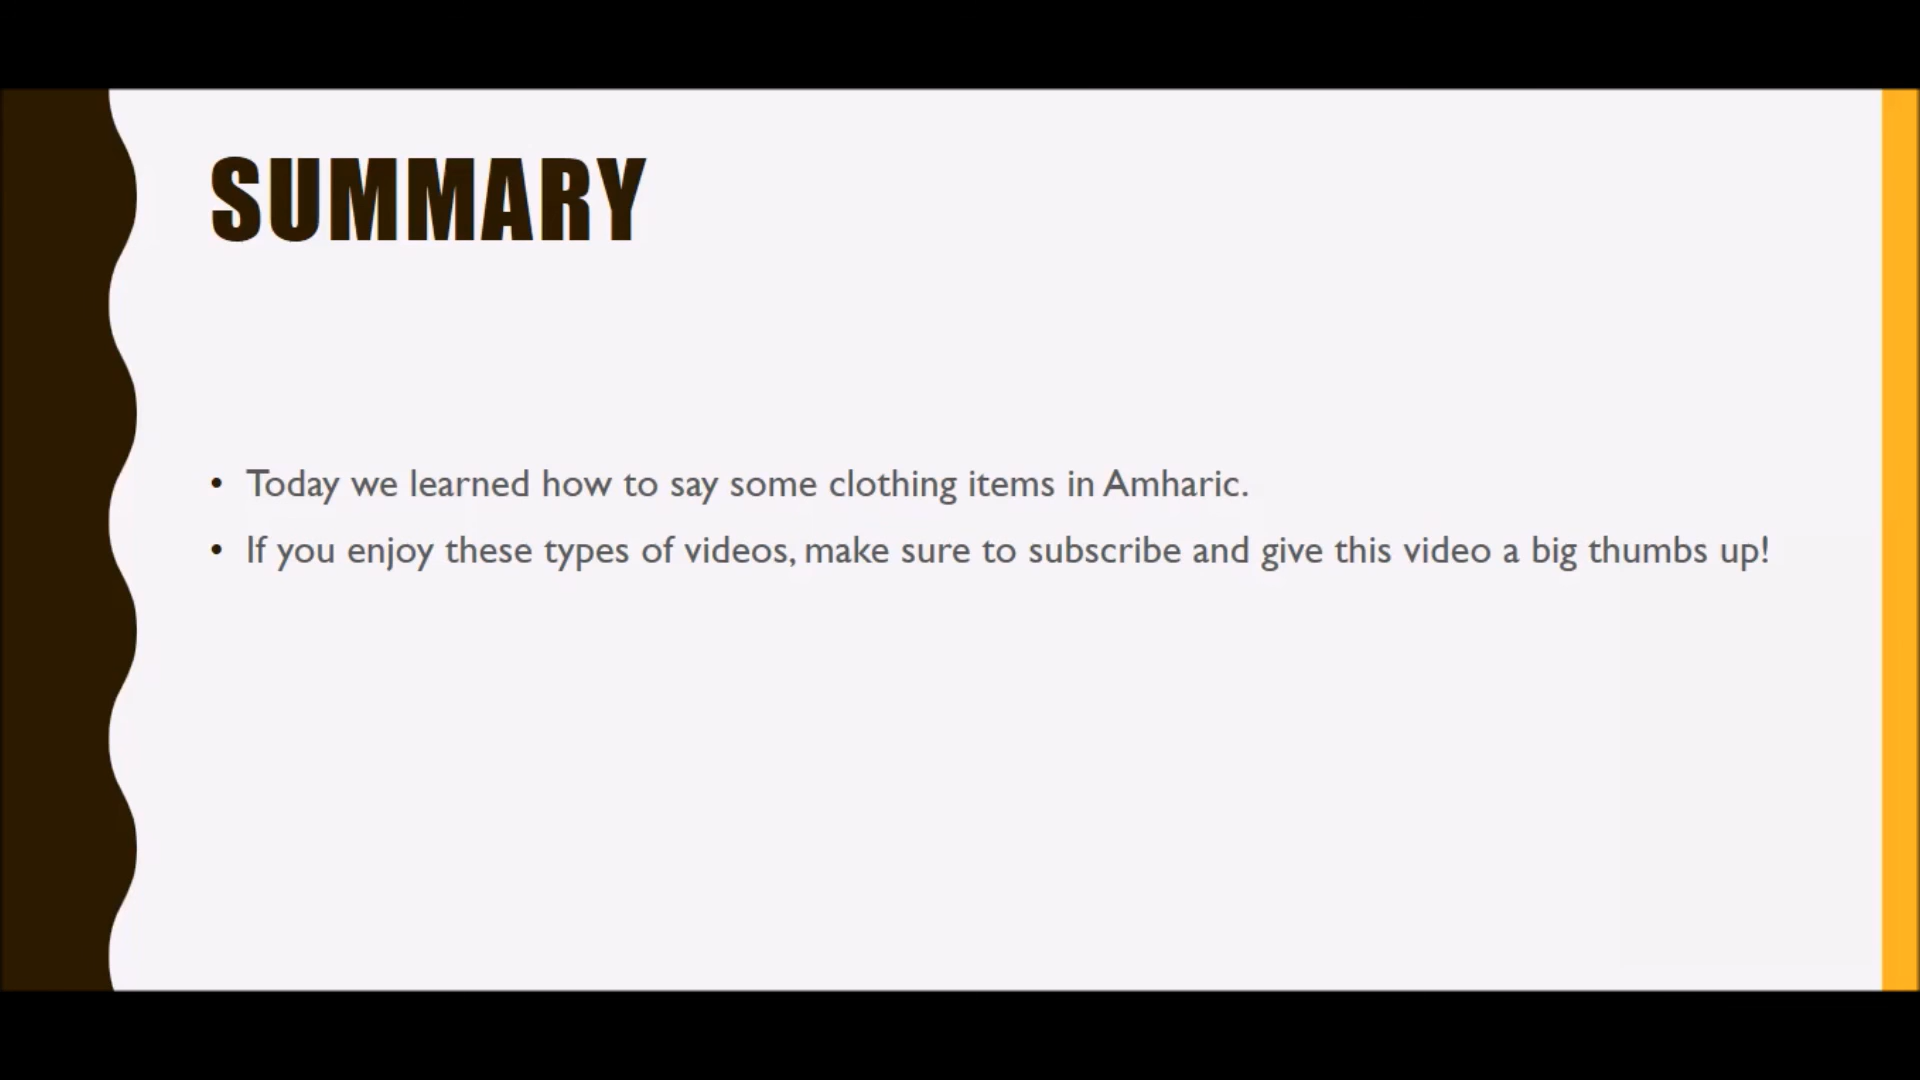 SUMMARY
• Today we learned how to say some clothing items in Amharic.
• If you enjoy these types of videos, make sure to subscribe and give this video a big thumbs up!